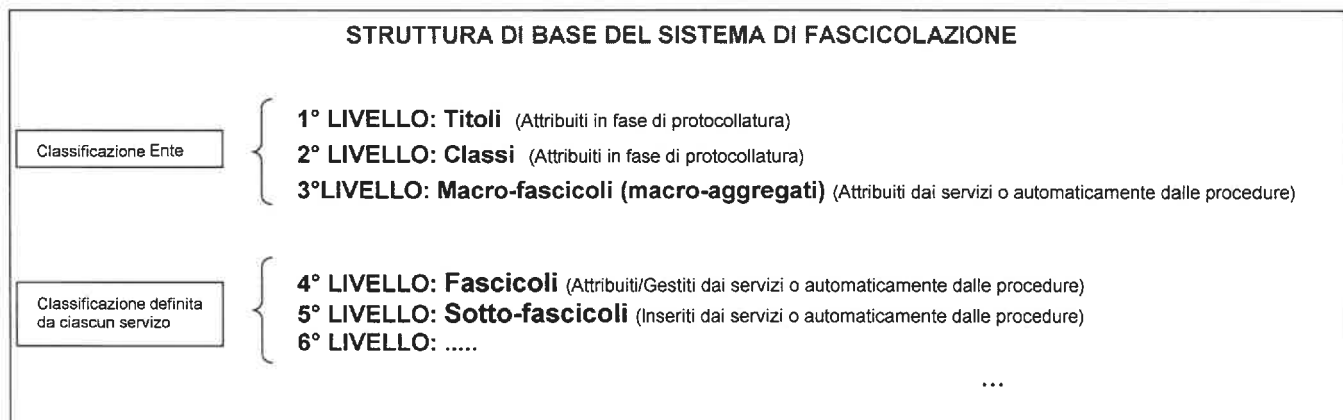 STRUTTURA DI BASE DEL SISTEMA DI FASCICOLAZIONE
Classificazione Ente
1° LIVELLO: Titoli (Attribuiti in fase di protocollatura)
2° LIVELLO: Classi (Attribuiti in fase di protocollatura)
3°LIVELLO: Macro-fascicoli (macro-aggregati) (Attribuiti dai servizi o automaticamente dalle procedure)
Classificazione definita
da ciascun servizo
4° LIVELLO: Fascicoli (Attribuiti/Gestiti dai servizi o automaticamente dalle procedure)
5° LIVELLO: Sotto-fascicoli (Inseriti dai servizi o automaticamente dalle procedure)
6° LIVELLO: .....
...